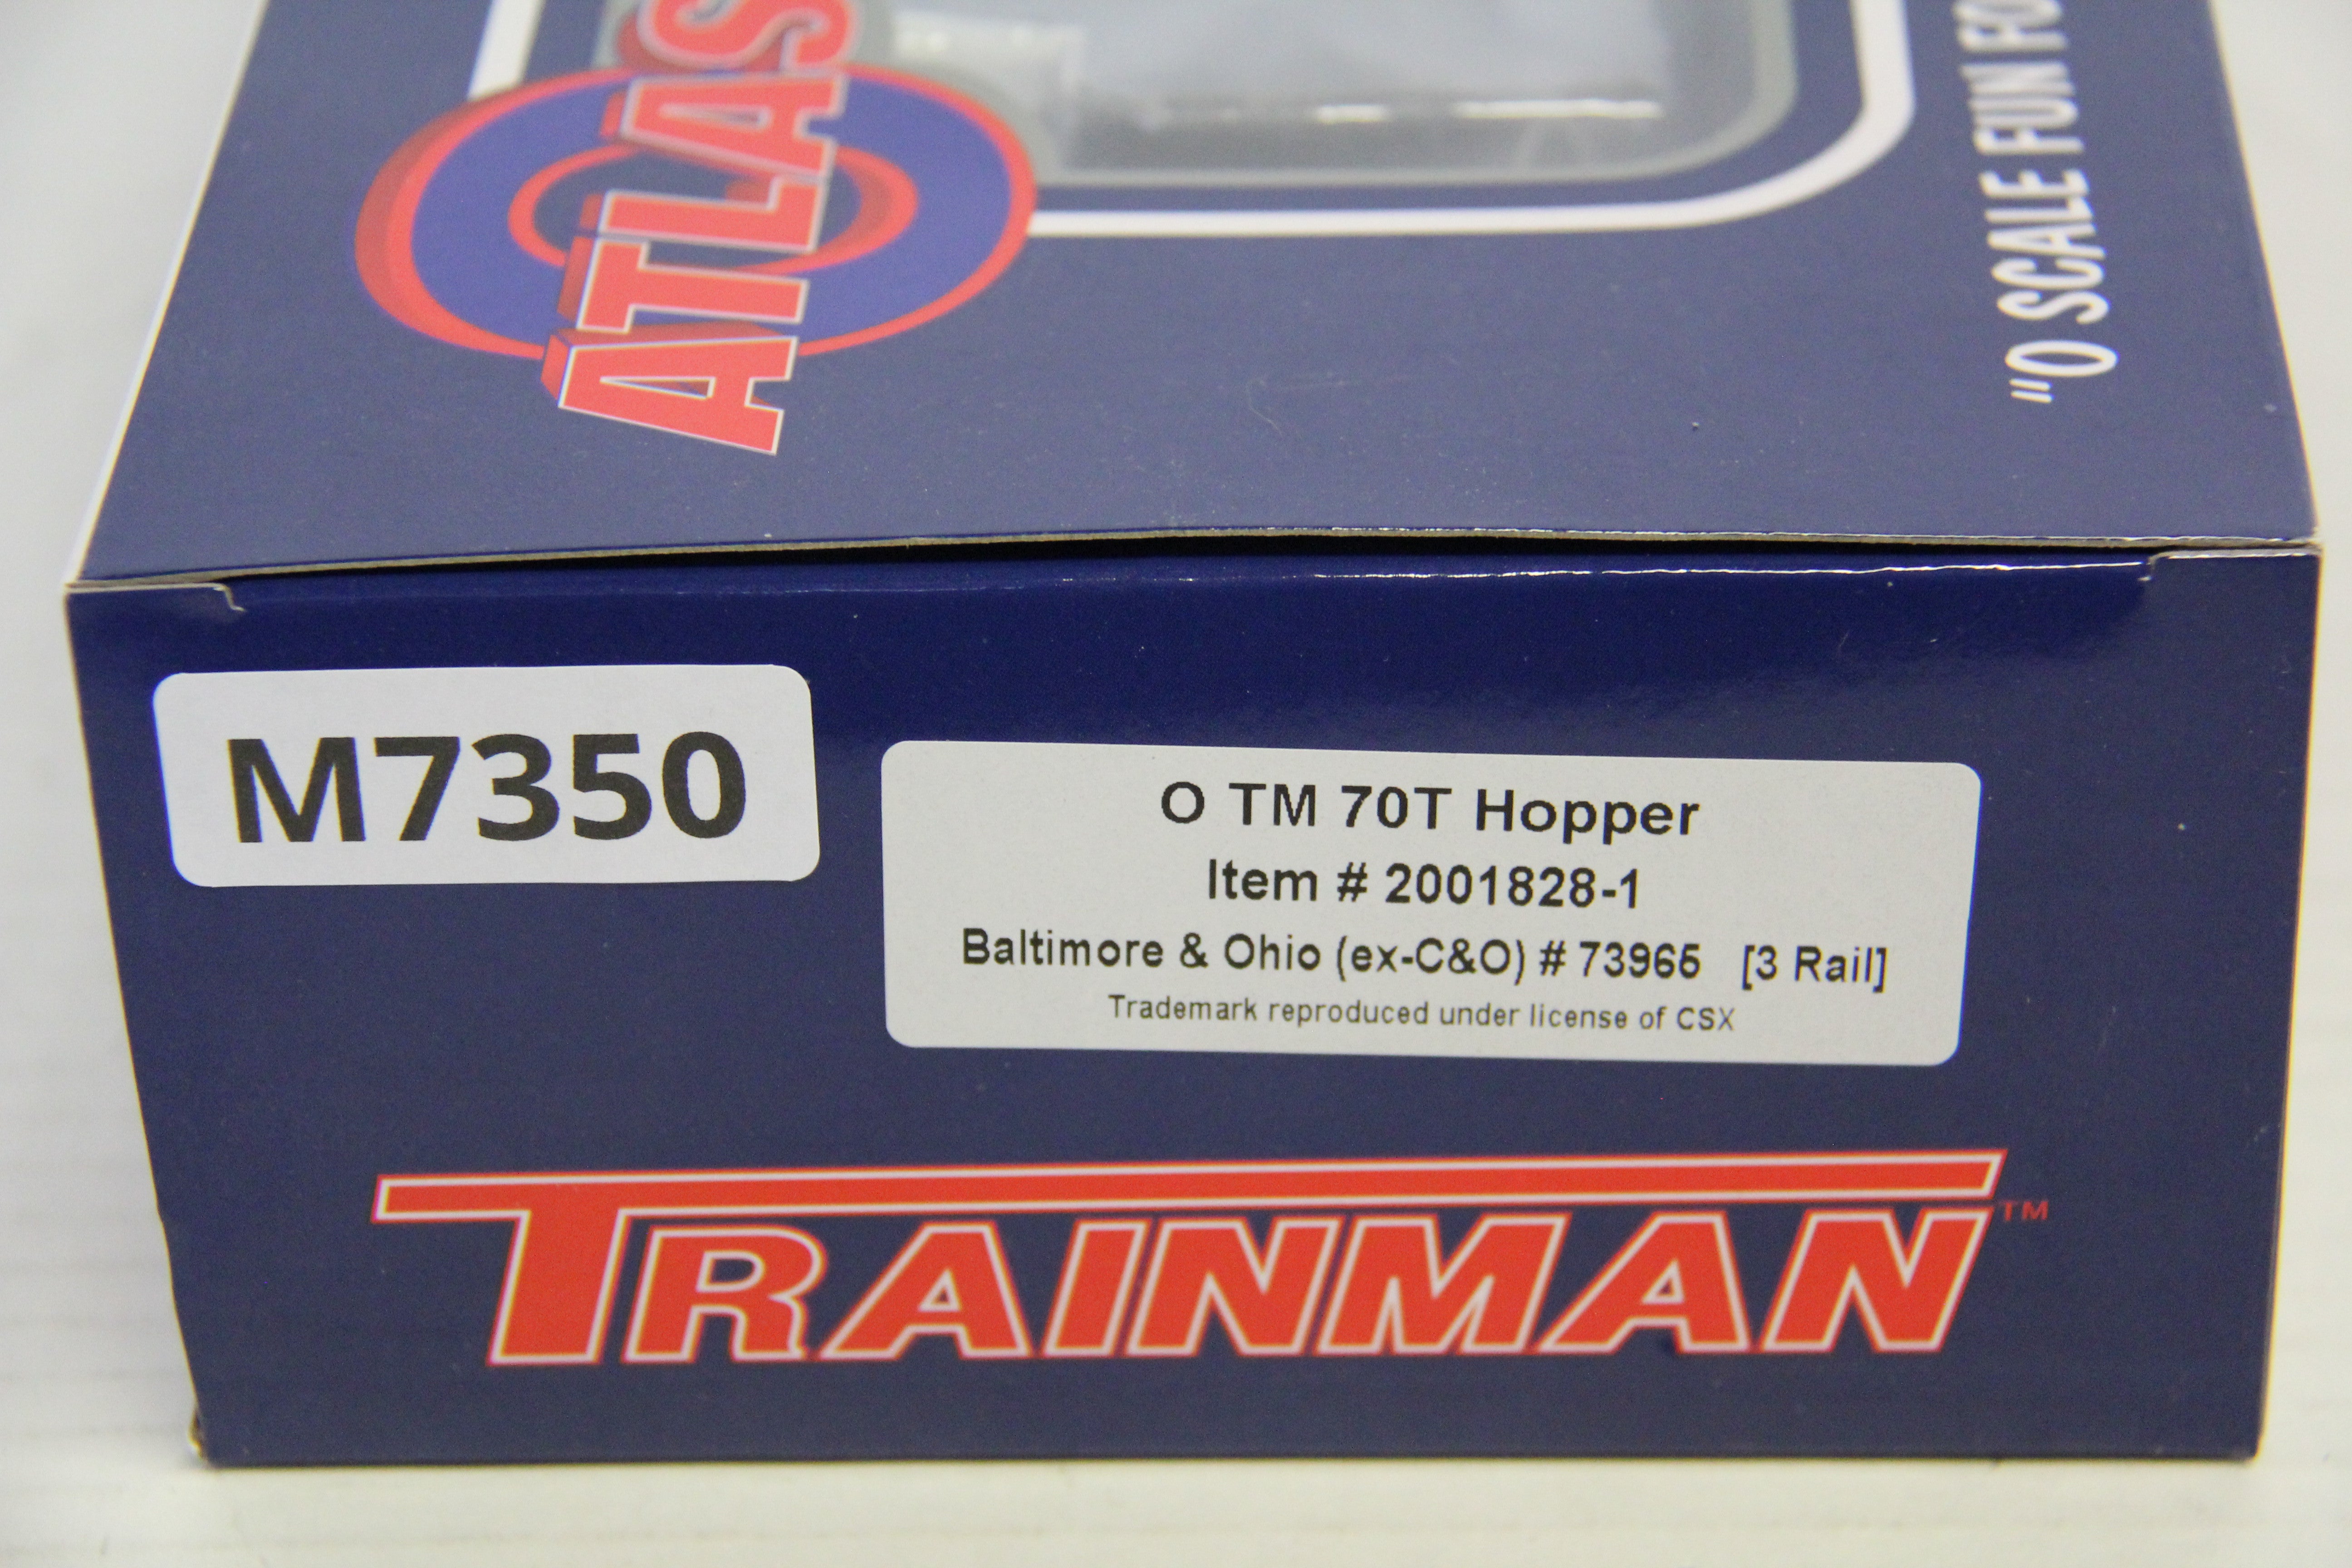 ATLAS
"O SCALE FUN
M7350
O TM 70T Hopper
Item # 2001828-1
Baltimore & Ohio (ex-C&O) # 73965 [3 Rail]
Trademark reproduced under license of CSX
TRAINMAN™